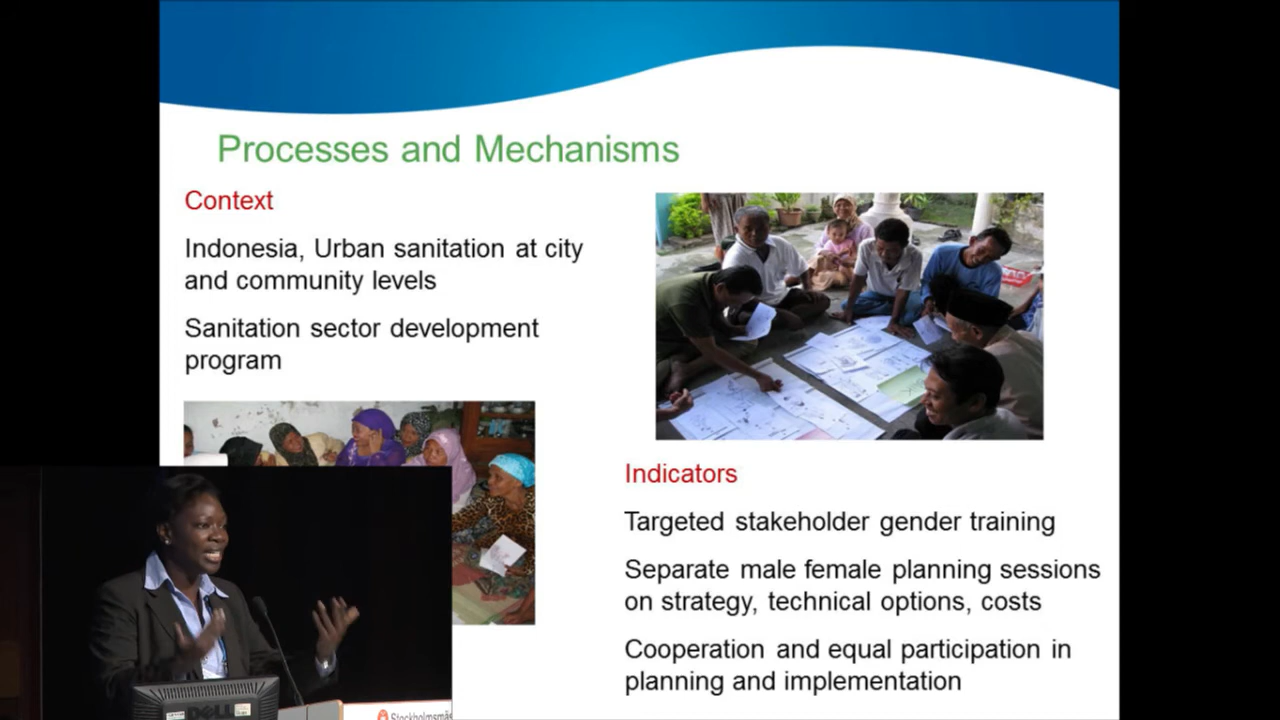 Processes and Mechanisms
Context
Indonesia, Urban sanitation at city
and community levels
Sanitation sector development
program
Indicators
Targeted stakeholder gender training
Separate male female planning sessions
on strategy, technical options, costs
Cooperation and equal participation in
planning and implementation
DELL